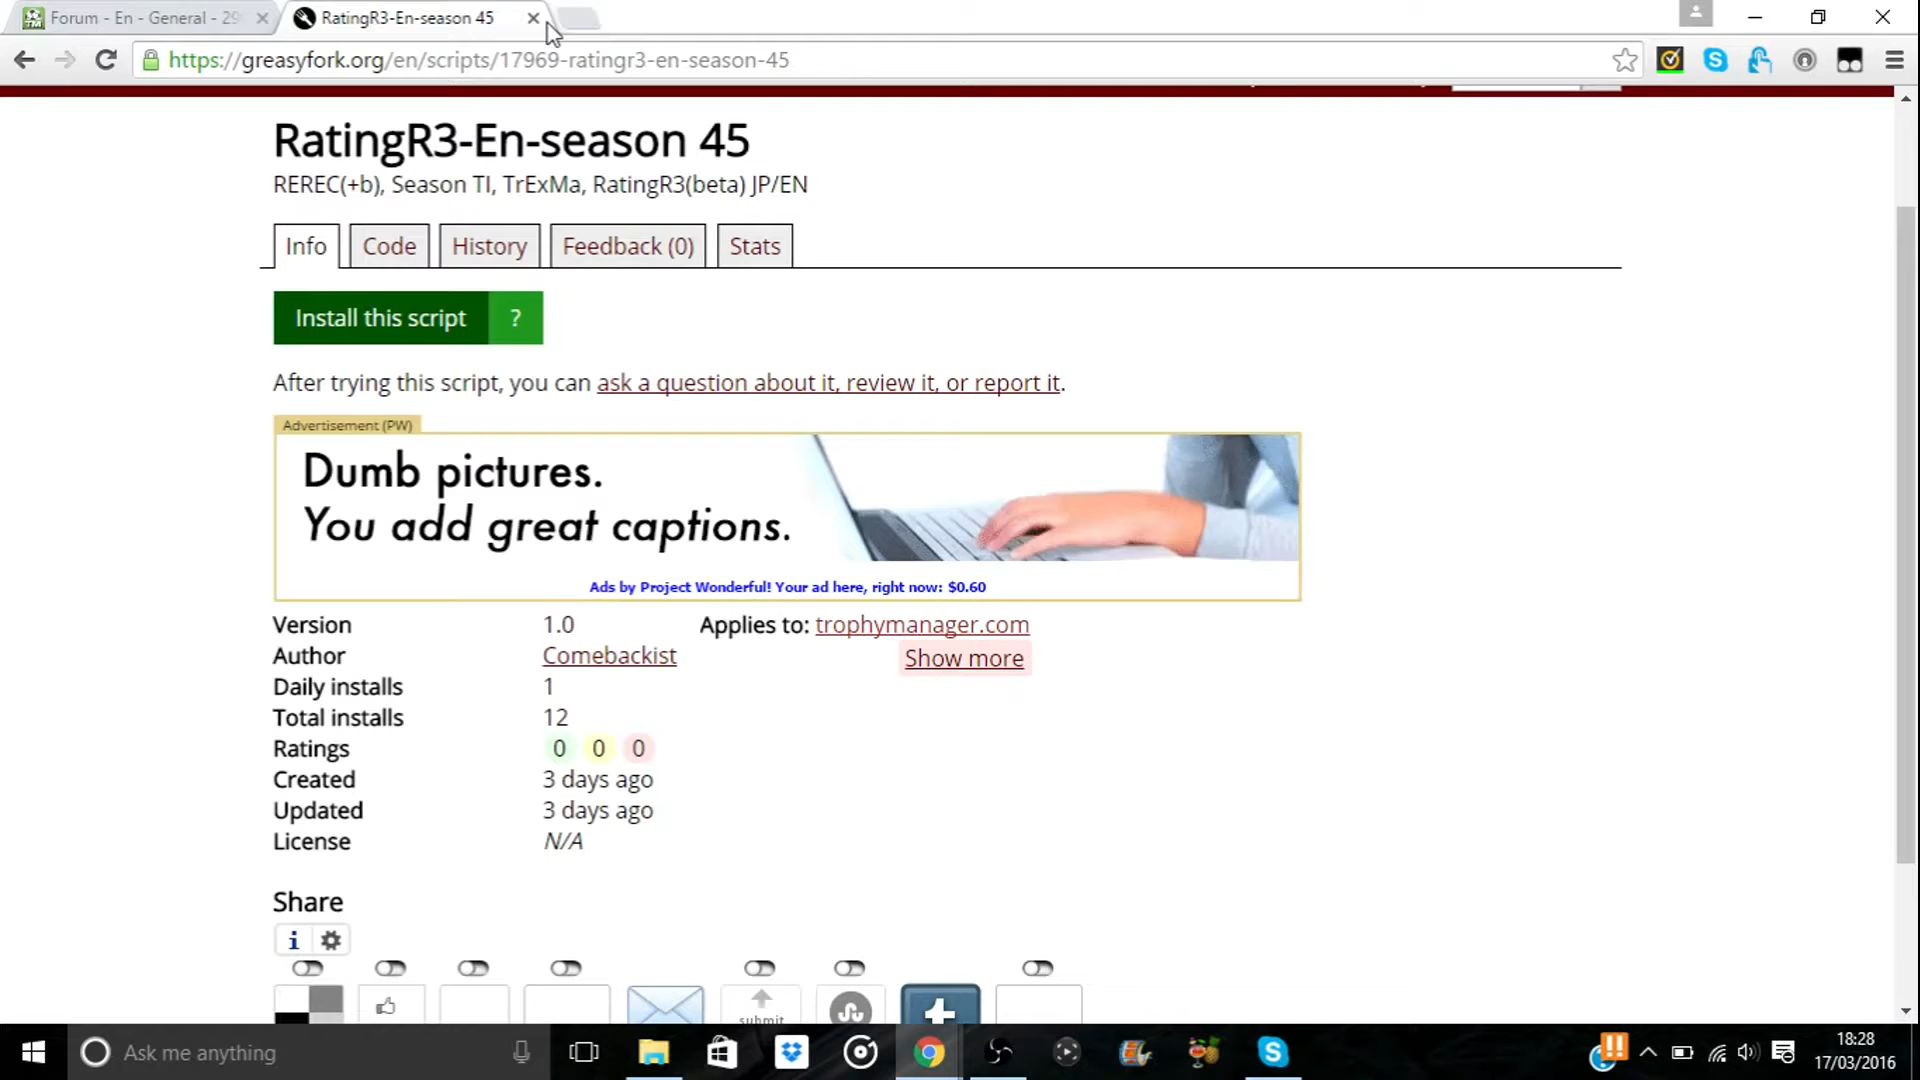 Forum - En - General - 29
RatingR3-En-season 45
https://greasyfork.org/en/scripts/17969-ratingr3-en-season-45
RatingR3-En-season 45
REREC(+b), Season TI, TrExMa, RatingR3(beta) JP/EN
Info
Code
History
Feedback (0)
Stats
Install this script
?
After trying this script, you can ask a question about it, review it, or report it.
Advertisement (PW)
Dumb pictures.
You add great captions.
Ads by Project Wonderful! Your ad here, right now: $0.60
Version 1.0 Applies to: trophymanager.com
Author Comebackist Show more
Daily installs 1
Total installs 12
Ratings 0 0 0
Created 3 days ago
Updated 3 days ago
License N/A
Share
submit
Ask me anything
18:28
17/03/2016